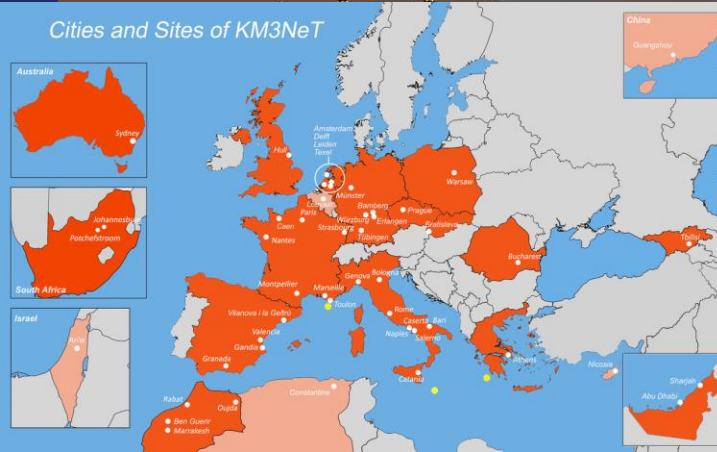 Cities and Sites of KM3NeT
China
Guangzhou
Australia
Sydney
Amsterdam
Delft
Leiden
Texel
Hull
Warsaw
Münster
Johannesburg
Potchefstroom
South Africa
Paris
Caen
Bamberg
Prague
Würzburg
Erlangen
Strasbourg
Bratislava
Nantes
Tübingen
Tbilisi
Bucharest
Genova
Bologna
Montpellier
Marseille
Toulon
Israel
Vilanova i la Geltrú
Rome
Caserta
Bari
Valencia
Naples
Salerno
Gandia
Athens
Granada
Catania
Nicosia
Sharjah
Abu Dhabi
Rabat
Oujda
Constantine
Ben Guerir
Marrakesh